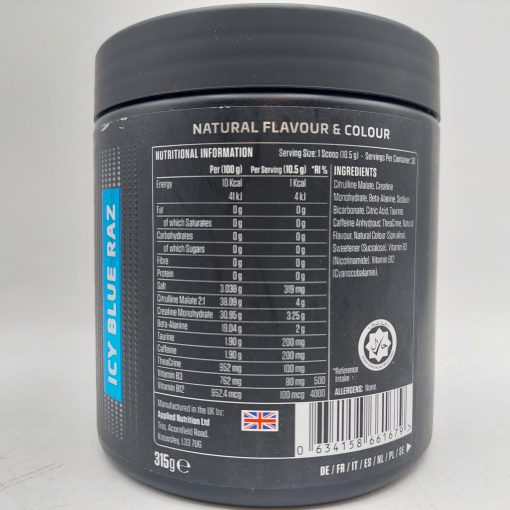 NATURAL FLAVOUR & COLOUR
ICY BLUE RAZ
NUTRITIONAL INFORMATION Serving Size: 1 Scoop (10.5 g) - Servings Per Container: 30
Per (100 g) Per Serving (10.5 g) *RI %
Energy 10 Kcal 1 Kcal
41 kJ 4 kJ
Fat 0 g 0 g
of which Saturates 0 g 0 g
Carbohydrates 0 g 0 g
of which Sugars 0 g 0 g
Fibre 0 g 0 g
Protein 0 g 0 g
Salt 3.038 g 319 mg
Citrulline Malate 2:1 38.09 g 4 g
Creatine Monohydrate 30.95 g 3.25 g
Beta-Alanine 19.04 g 2 g
Taurine 1.90 g 200 mg
Caffeine 1.90 g 200 mg
TheaCrine 952 mg 100 mg
Vitamin B3 762 mg 80 mg 500
Vitamin B12 952.4 mcg 100 mcg 4000
INGREDIENTS
Citrulline Malate, Creatine
Monohydrate, Beta-Alanine, Sodium
Bicarbonate, Citric Acid, Taurine,
Caffeine Anhydrous, TheaCrine, Natural
Flavour, Natural Colour (Spirulina),
Sweetener (Sucralose), Vitamin B3
(Nicotinamide), Vitamin B12
(Cyanocobalamin).
*Reference
Intake
ALLERGENS: None.
Manufactured in the UK by:
Applied Nutrition Ltd
Acornfield Road,
Knowsley, L33 7UG
315g e
0 634158 661679 >
DE / FR / IT / ES / NL / PL / SE